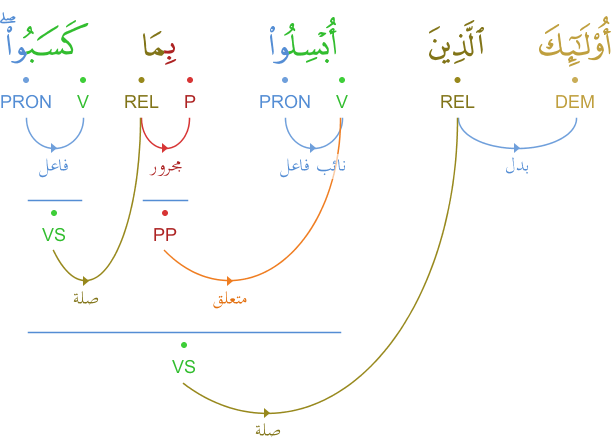 أُو۟لَـٰٓئِكَ ٱلَّذِينَ أُبْسِلُوا۟ بِمَا كَسَبُوا۟ ۖ
DEM REL V PRON P REL V PRON
بدل نائب فاعل مجرور فاعل
PP VS
متعلق صلة
VS
صلة